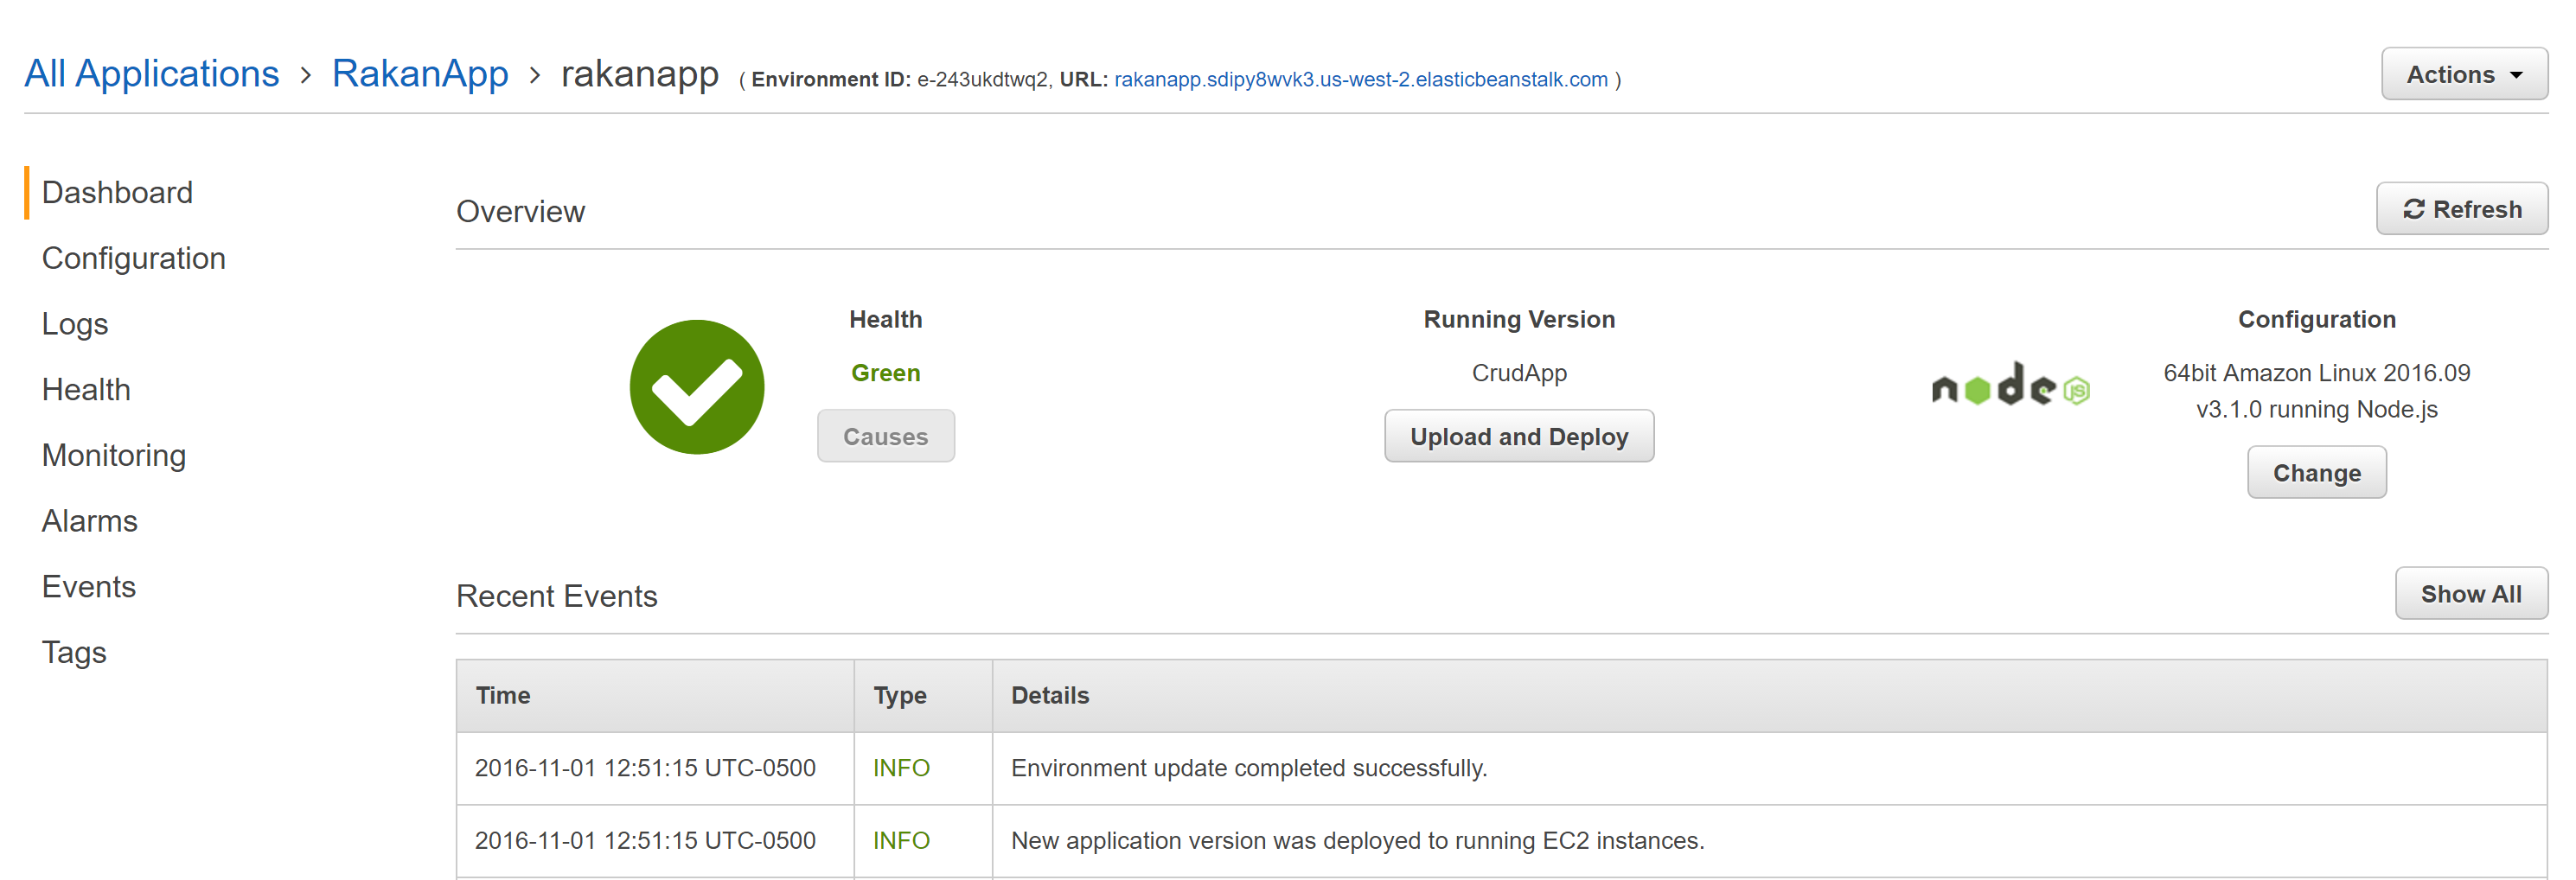 All Applications › RakanApp › rakanapp ( Environment ID: e-243ukdtwq2, URL: rakanapp.sdipy8wvk3.us-west-2.elasticbeanstalk.com )
Actions
Dashboard
Configuration
Logs
Health
Monitoring
Alarms
Events
Tags
Overview
Refresh
Health
Green
Causes
Running Version
CrudApp
Upload and Deploy
node JS
Configuration
64bit Amazon Linux 2016.09
v3.1.0 running Node.js
Change
Recent Events
Show All
Time Type Details
2016-11-01 12:51:15 UTC-0500 INFO Environment update completed successfully.
2016-11-01 12:51:15 UTC-0500 INFO New application version was deployed to running EC2 instances.